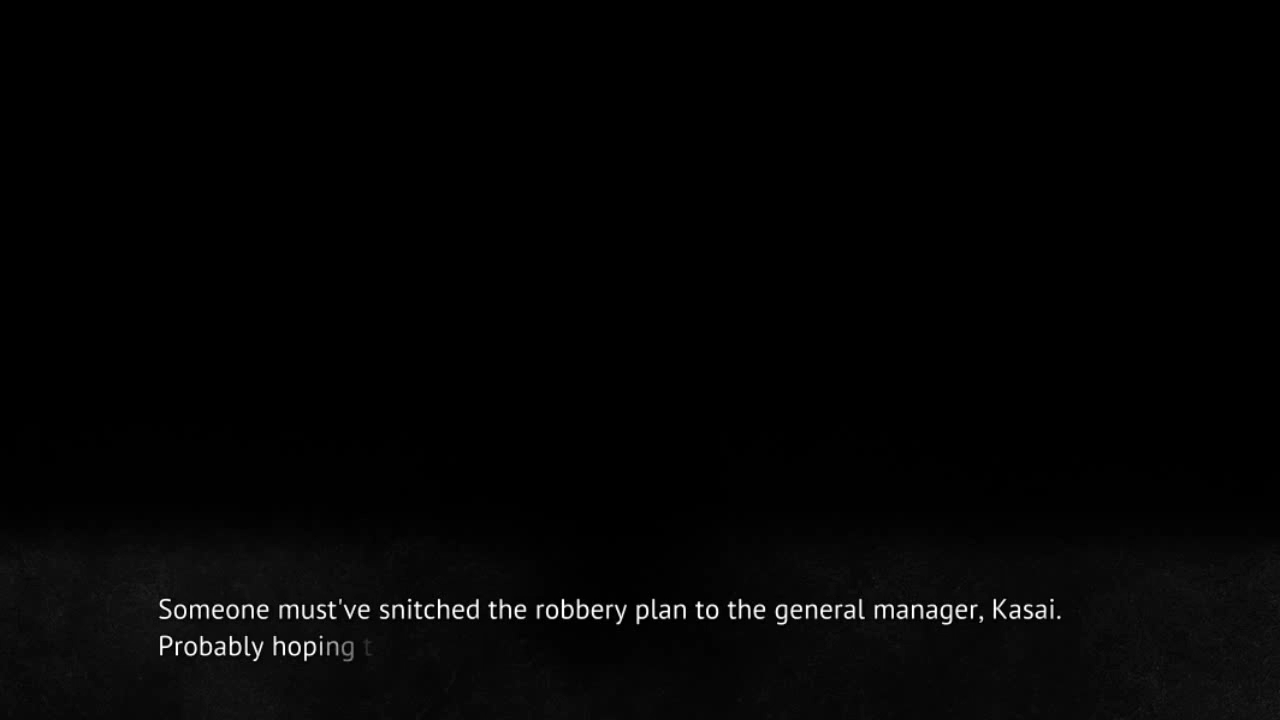 Someone must've snitched the robbery plan to the general manager, Kasai.
Probably hoping t